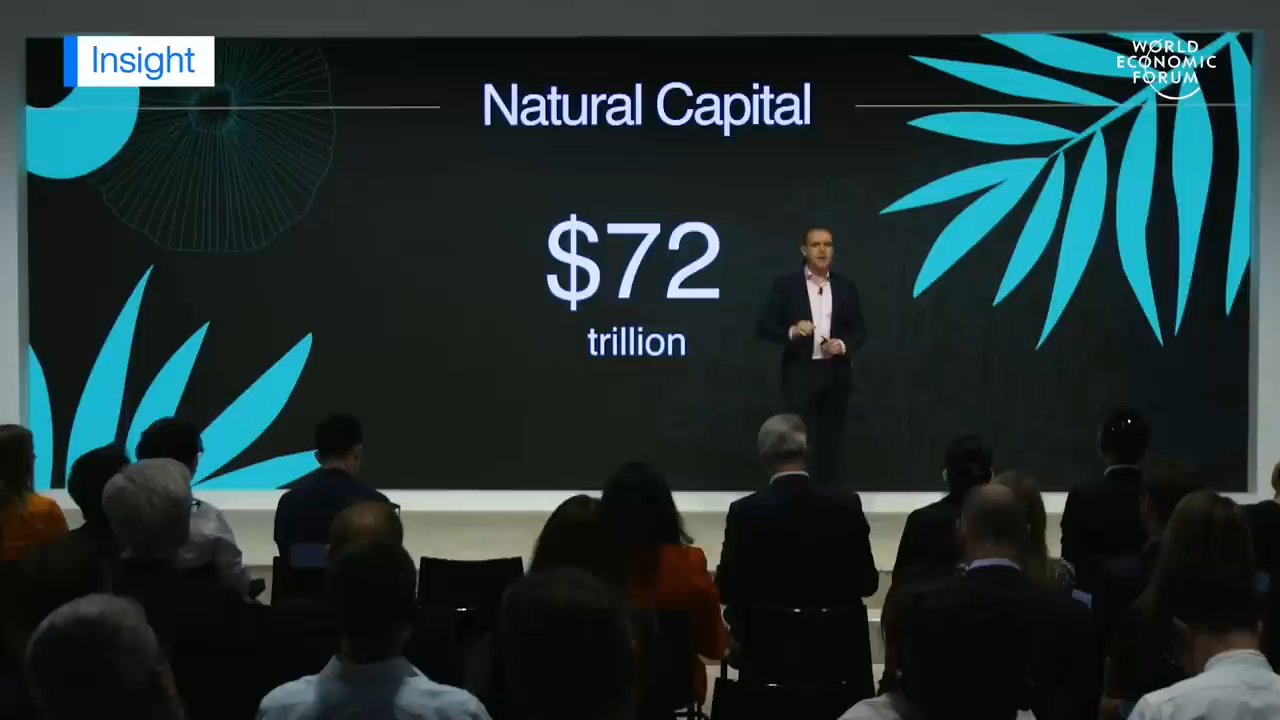 Insight
WORLD
ECONOMIC
FORUM
Natural Capital
$72
trillion